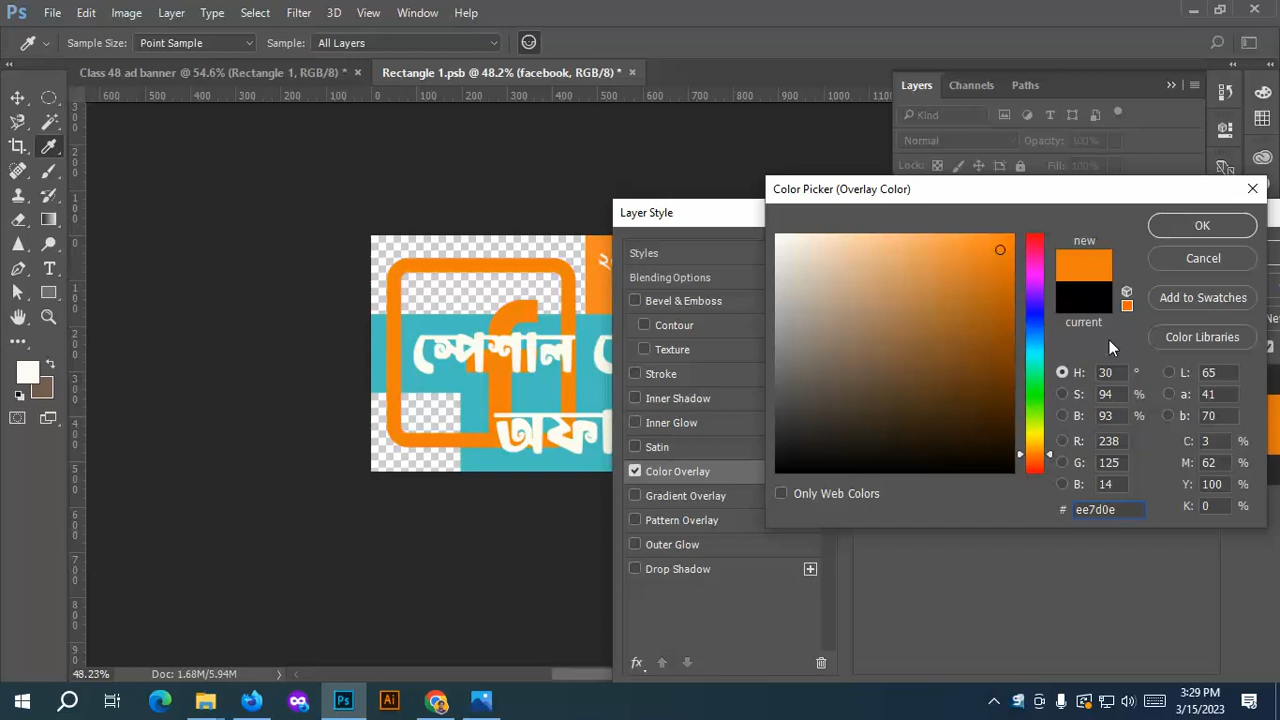 Ps File Edit Image Layer Type Select Filter 3D View Window Help
Sample Size: Point Sample Sample: All Layers
Class 48 ad banner @ 54.6% (Rectangle 1, RGB/8) * × Rectangle 1.psb @ 48.2% (facebook, RGB/8) * ×
600 500 400 300 200 100 0 100 200 300 400 500 600 700 800 900 1000
Layers Channels Paths
Kind
Normal Opacity: 100%
Lock: Fill: 100%
Color Picker (Overlay Color)
Layer Style
Styles
Blending Options
Bevel & Emboss
Contour
Texture
Stroke
Inner Shadow
Inner Glow
Satin
Color Overlay
Gradient Overlay
Pattern Overlay
Outer Glow
Drop Shadow
fx
স্পেশাল
অফা
new
current
OK
Cancel
Add to Swatches
Color Libraries
H: 30 ° L: 65
S: 94 % a: 41
B: 93 % b: 70
R: 238 C: 3 %
G: 125 M: 62 %
B: 14 Y: 100 %
# ee7d0e K: 0 %
Only Web Colors
48.23% Doc: 1.68M/5.94M
Ps Ai
3:29 PM
3/15/2023